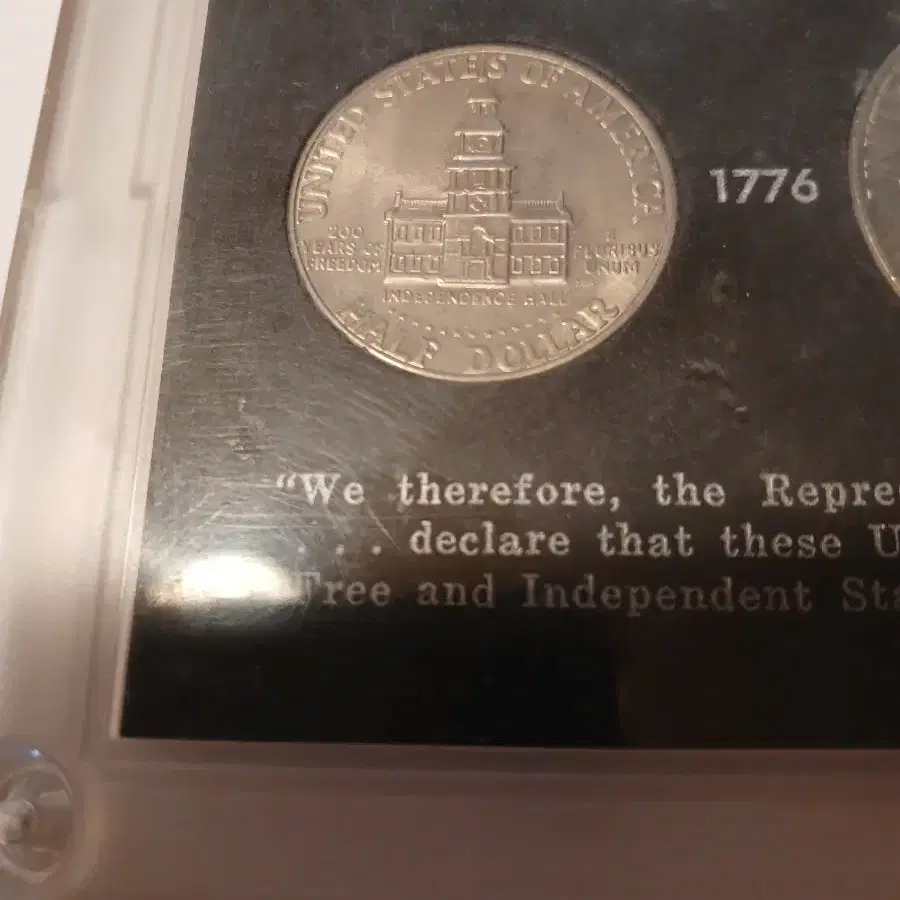 UNITED STATES OF AMERICA
200
YEARS OF
FREEDOM
E
PLURIBUS
UNUM
INDEPENDENCE HALL
HALF DOLLAR
1776
"We therefore, the Repre
. . . declare that these U
Free and Independent Sta